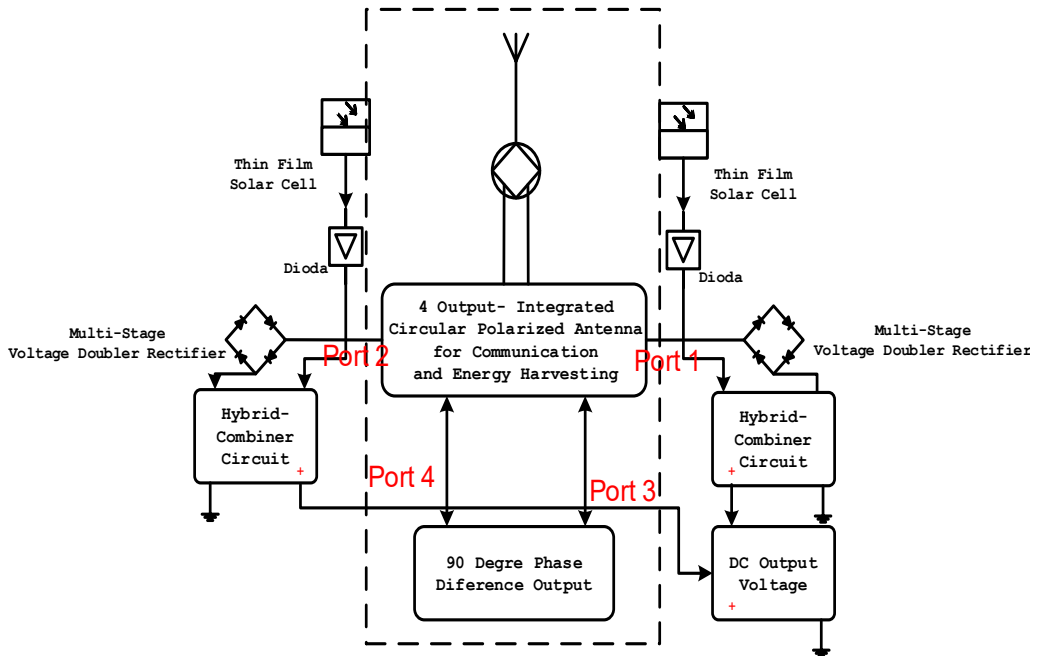 Thin Film
Solar Cell
Thin Film
Solar Cell
Dioda
Dioda
4 Output- Integrated
Circular Polarized Antenna
for Communication
and Energy Harvesting
Multi-Stage
Voltage Doubler Rectifier
Multi-Stage
Voltage Doubler Rectifier
Port 2
Port 1
Hybrid-
Combiner
Circuit
+
Hybrid-
Combiner
Circuit
+
Port 4
Port 3
90 Degre Phase
Diference Output
DC Output
Voltage
+